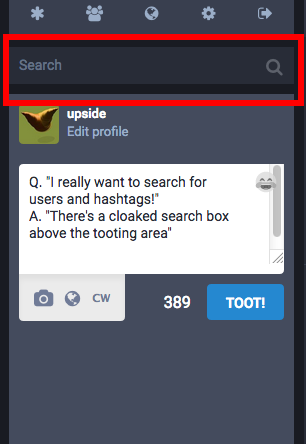 Search
upside
Edit profile
Q. "I really want to search for
users and hashtags!"
A. "There's a cloaked search box
above the tooting area"
CW
389
TOOT!